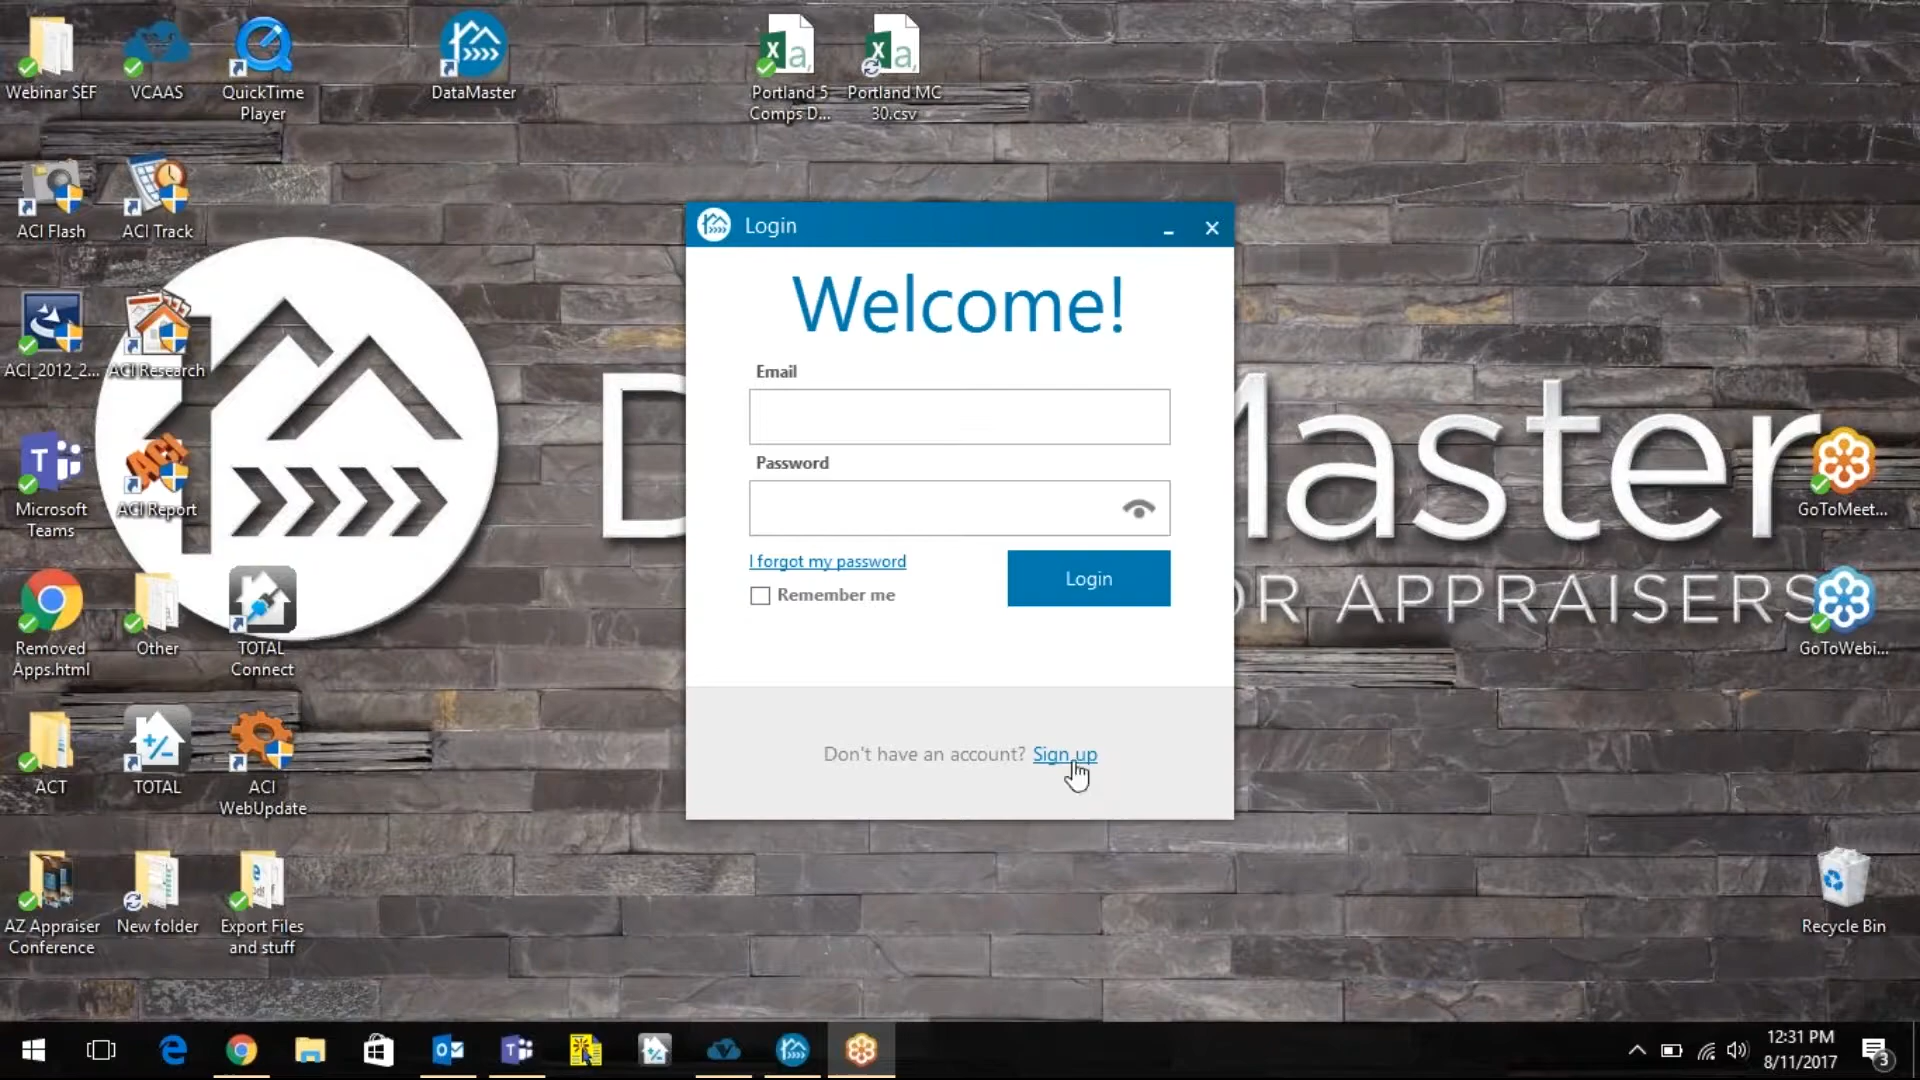 Webinar SEF
VCAAS
QuickTime
Player
DataMaster
Portland 5
Comps D...
Portland MC
30.csv
ACI Flash
ACI Track
ACI_2012_2...
ACI Research
Microsoft
Teams
ACI Report
Removed
Apps.html
Other
TOTAL
Connect
ACT
TOTAL
ACI
WebUpdate
AZ Appraiser
Conference
New folder
Export Files
and stuff
Login
Welcome!
Email
Password
I forgot my password
Remember me
Login
Don't have an account? Sign up
D Master
OR APPRAISERS
GoToMeet...
GoToWebi...
Recycle Bin
12:31 PM
8/11/2017
3